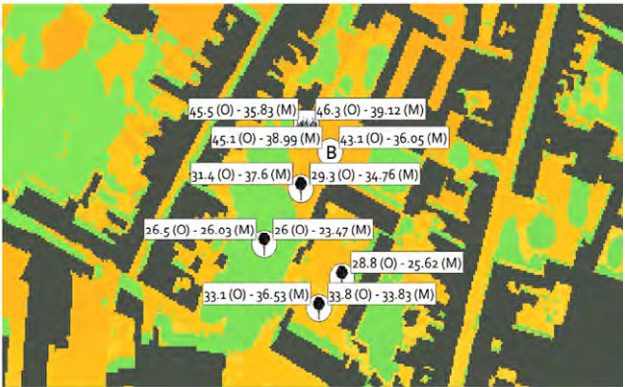 45.5 (O) - 35.83 (M) 46.3 (O) - 39.12 (M)
45.1 (O) - 38.99 (M) 43.1 (O) - 36.05 (M)
B
31.4 (O) - 37.6 (M) 29.3 (O) - 34.76 (M)
26.5 (O) - 26.03 (M) 26 (O) - 23.47 (M)
28.8 (O) - 25.62 (M)
33.1 (O) - 36.53 (M) 33.8 (O) - 33.83 (M)